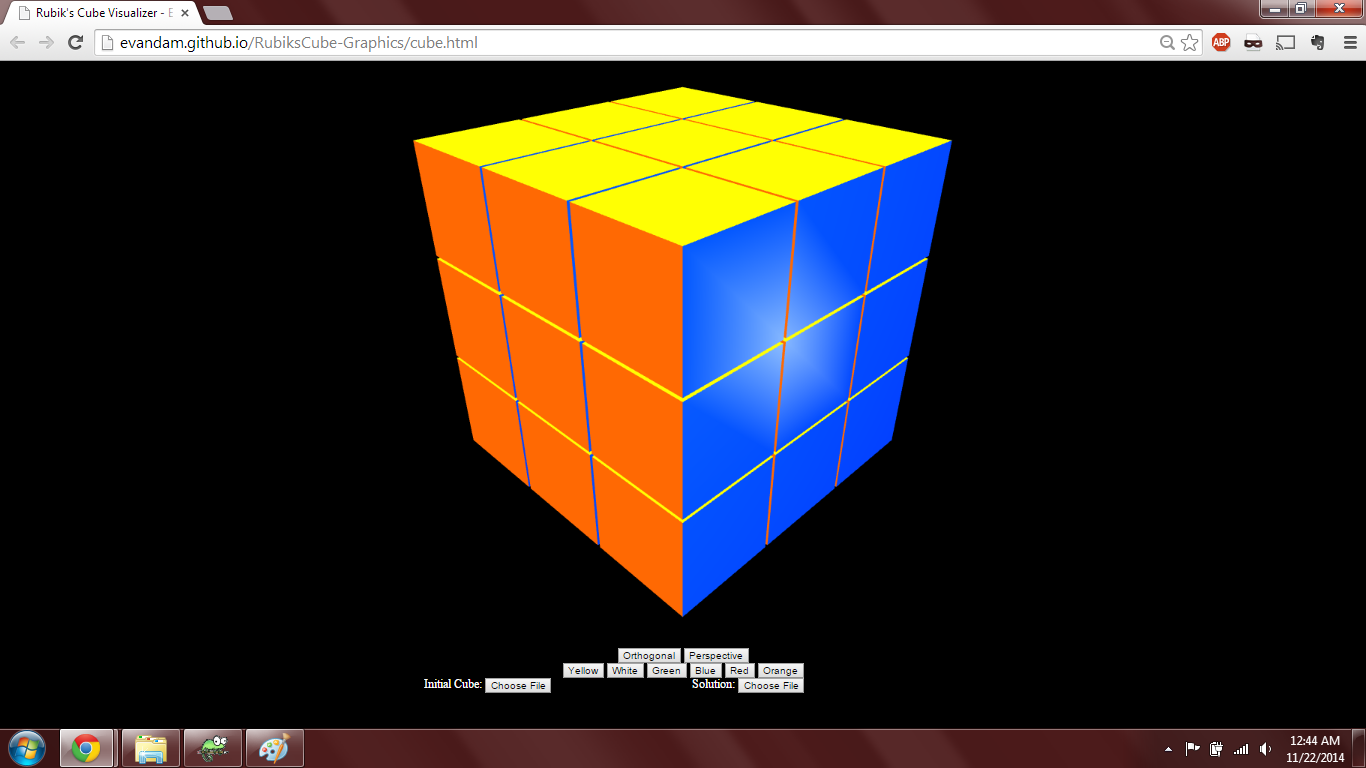 Rubik's Cube Visualizer - E
evandam.github.io/RubiksCube-Graphics/cube.html
ABP
Orthogonal Perspective
Yellow White Green Blue Red Orange
Initial Cube: Choose File Solution: Choose File
12:44 AM
11/22/2014